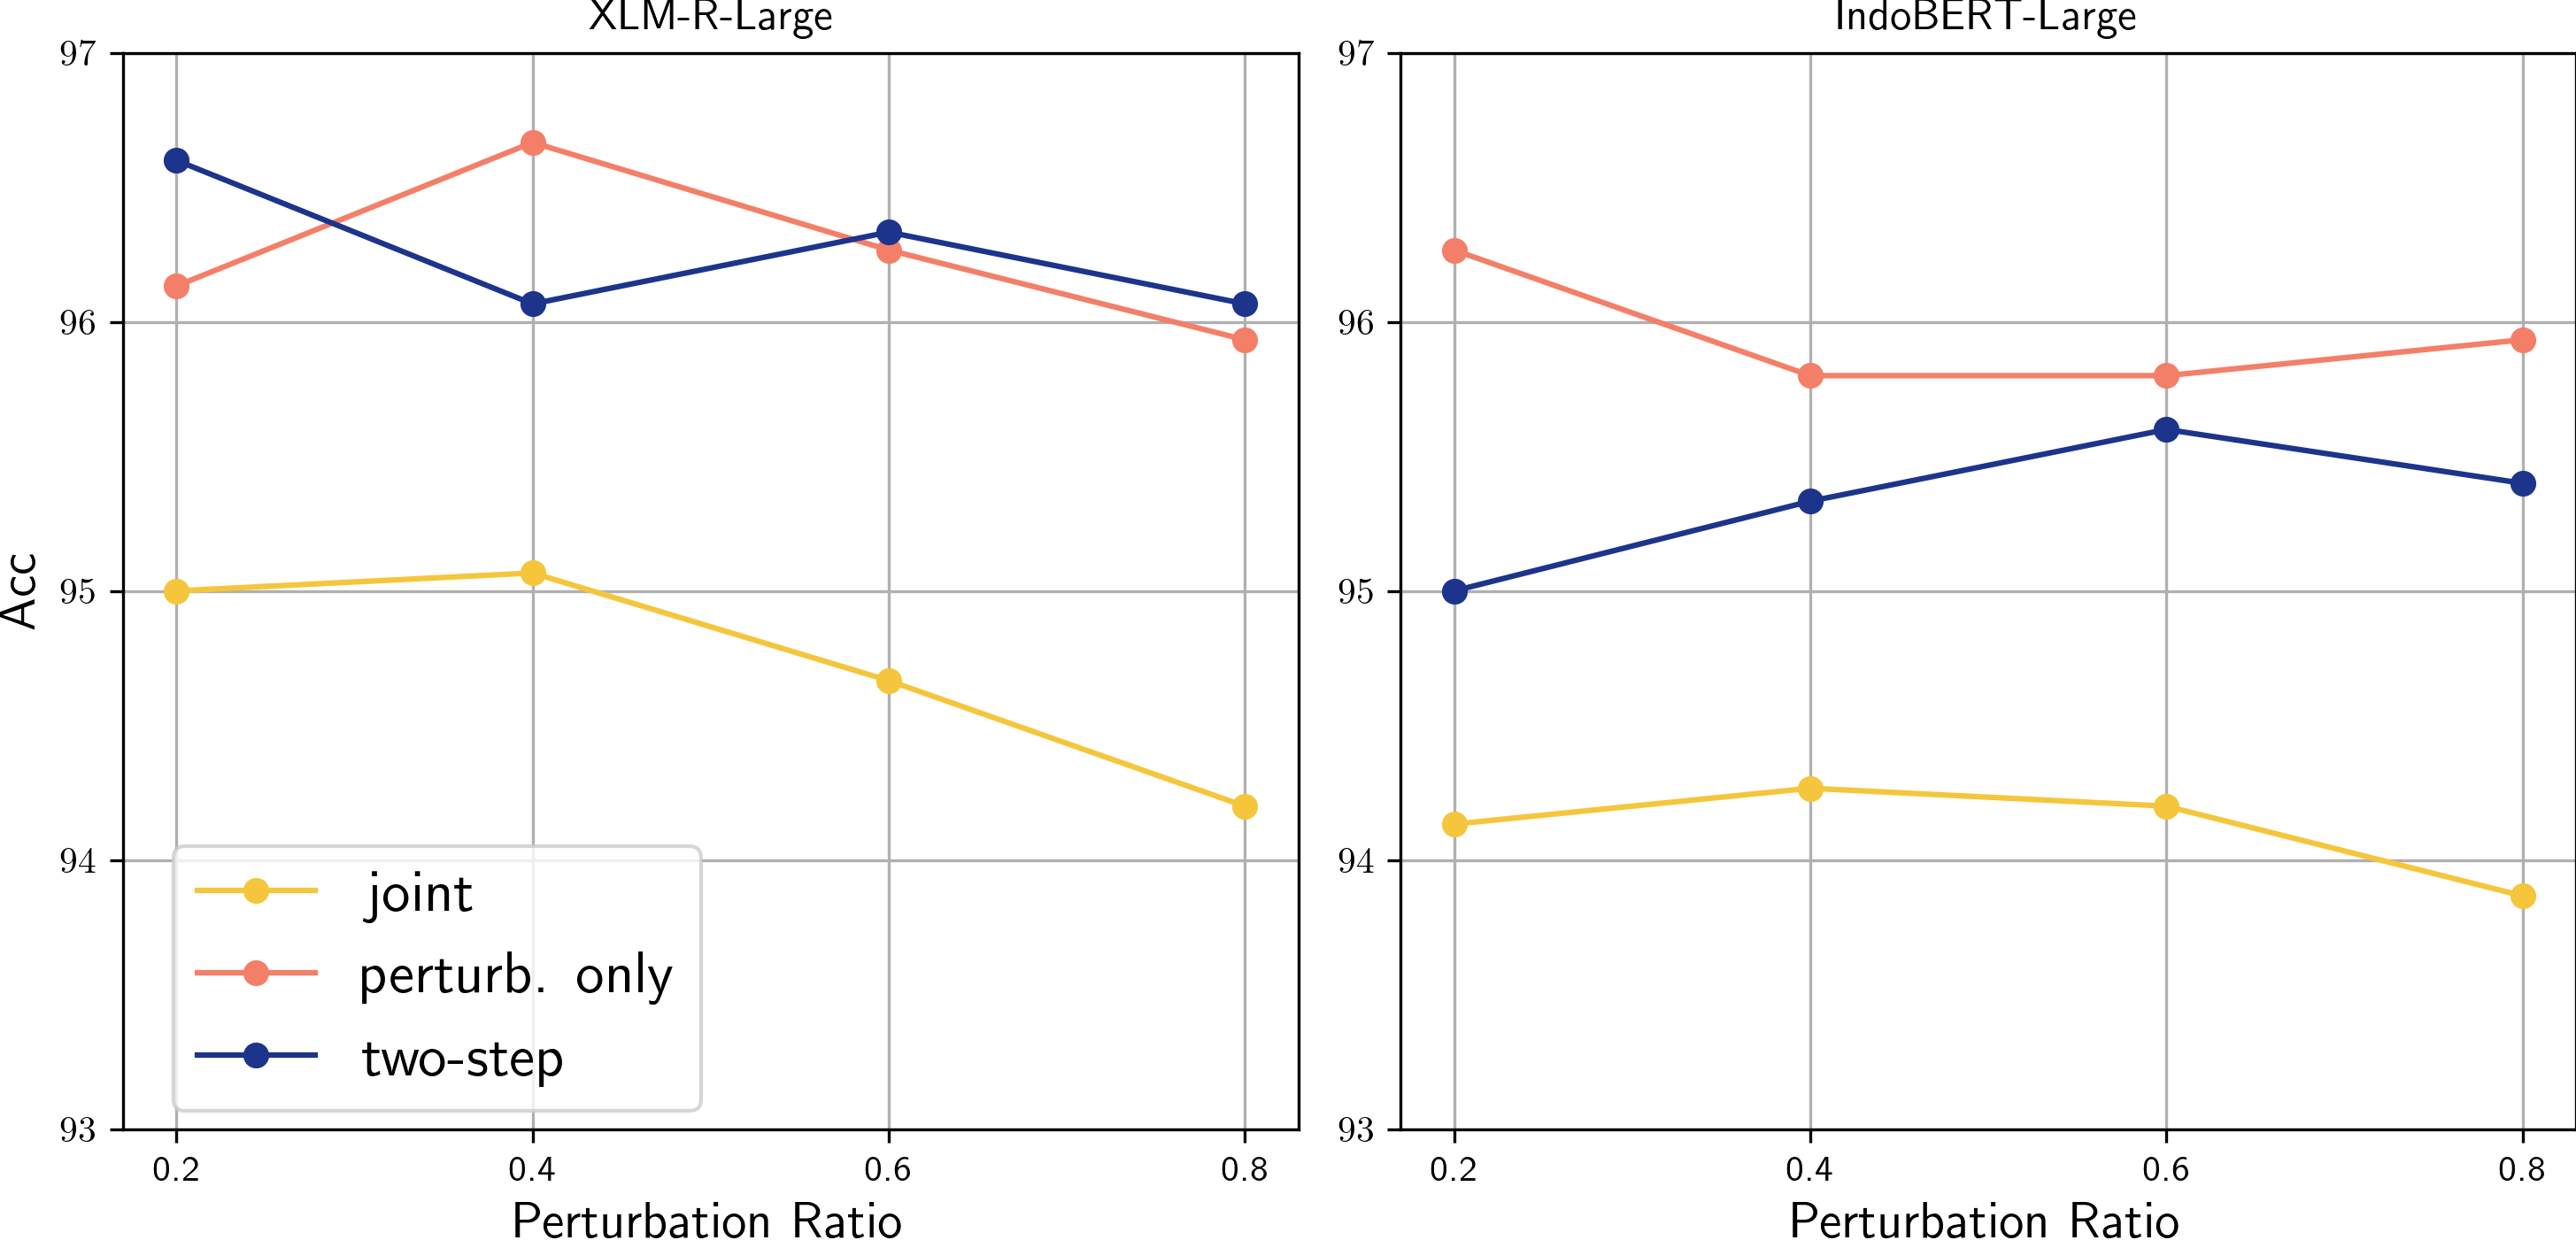 XLM-R-Large
97
96
95
94
93
Acc
joint
perturb. only
two-step
0.2 0.4 0.6 0.8
Perturbation Ratio
IndoBERT-Large
97
96
95
94
93
0.2 0.4 0.6 0.8
Perturbation Ratio